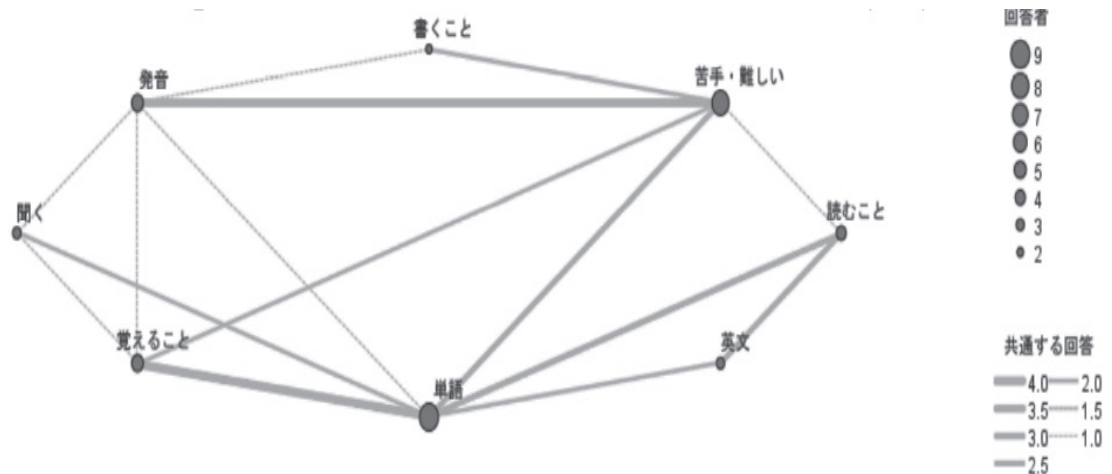 書くこと
発音
苦手・難しい
聞く
読むこと
覚えること
英文
単語
回答者
9
8
7
6
5
4
3
2
共通する回答
4.0 2.0
3.5 1.5
3.0 1.0
2.5